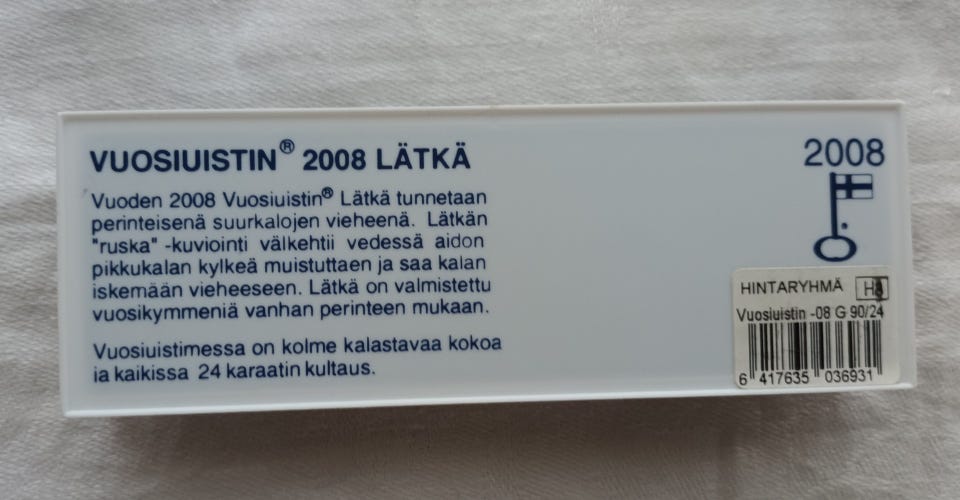 VUOSIUISTIN® 2008 LÄTKÄ
Vuoden 2008 Vuosiuistin® Lätkä tunnetaan
perinteisenä suurkalojen vieheenä. Lätkän
"ruska" -kuviointi välkehtii vedessä aidon
pikkukalan kylkeä muistuttaen ja saa kalan
iskemään vieheeseen. Lätkä on valmistettu
vuosikymmeniä vanhan perinteen mukaan.
Vuosiuistimessa on kolme kalastavaa kokoa
ja kaikissa 24 karaatin kultaus.
2008
HINTARYHMÄ
Vuosiuistin -08 G 90/24
6 417635 036931